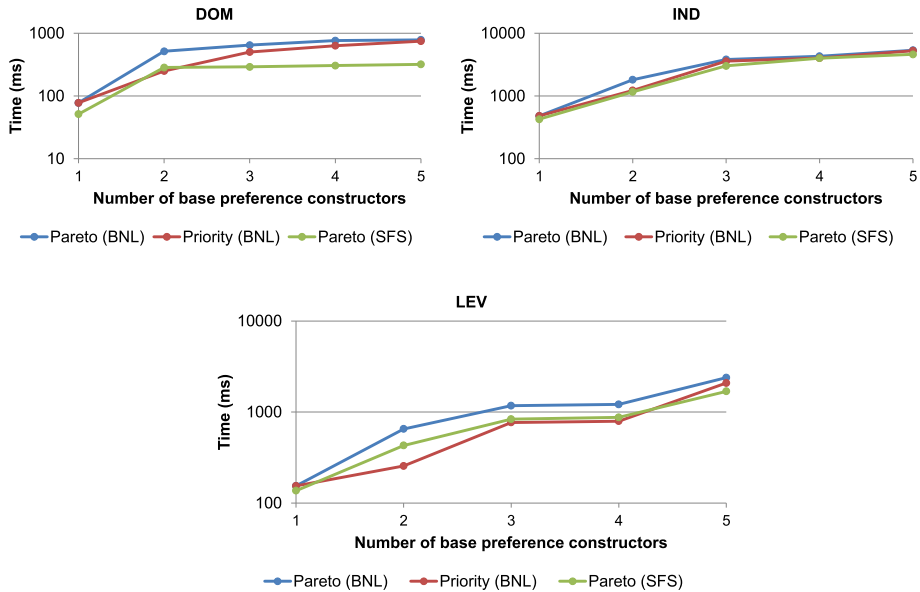 DOM
1000
100
10
Time (ms)
1 2 3 4 5
Number of base preference constructors
Pareto (BNL) Priority (BNL) Pareto (SFS)
IND
10000
1000
100
Time (ms)
1 2 3 4 5
Number of base preference constructors
Pareto (BNL) Priority (BNL) Pareto (SFS)
LEV
10000
1000
100
Time (ms)
1 2 3 4 5
Number of base preference constructors
Pareto (BNL) Priority (BNL) Pareto (SFS)